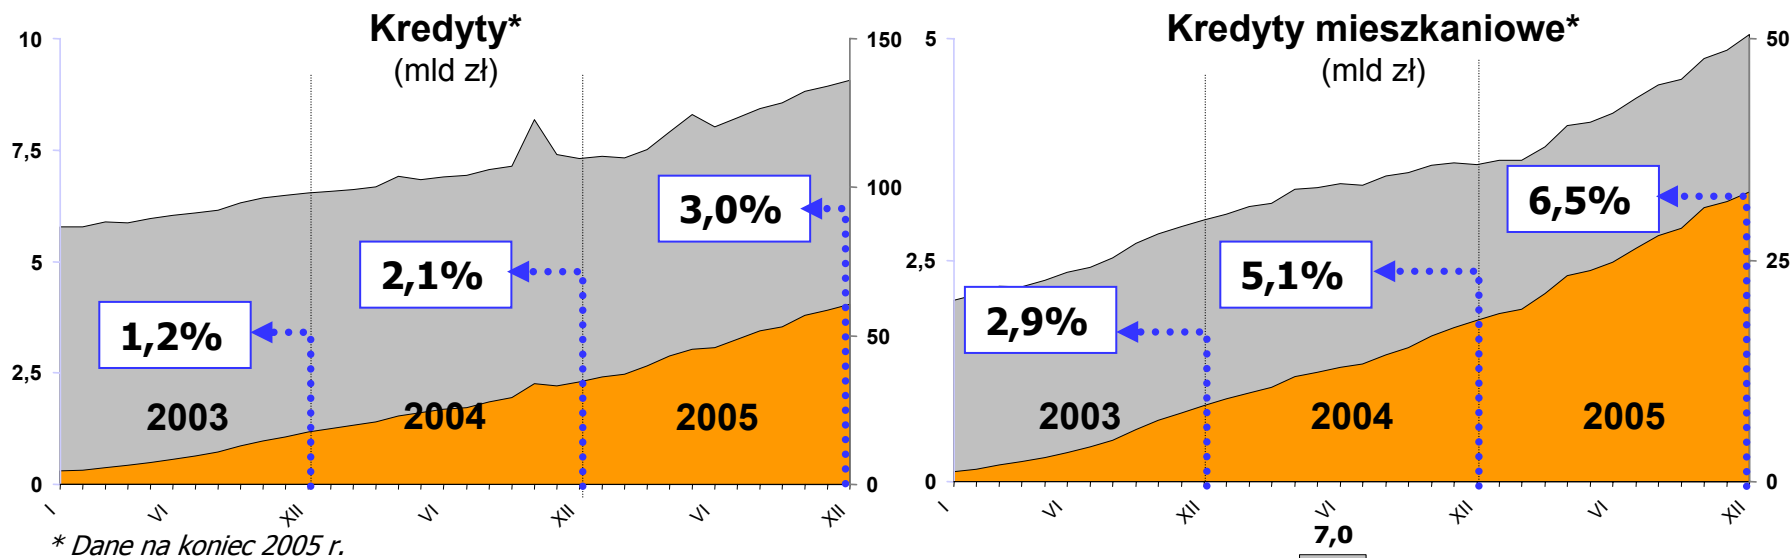 Kredyty*
(mld zł)
10
7,5
5
2,5
0
150
100
50
0
1,2%
2,1%
3,0%
2003
2004
2005
I
VI
XII
VI
XII
VI
XII
* Dane na koniec 2005 r.
Kredyty mieszkaniowe*
(mld zł)
5
2,5
0
50
25
0
2,9%
5,1%
6,5%
2003
2004
2005
I
VI
XII
VI
XII
VI
XII
7,0